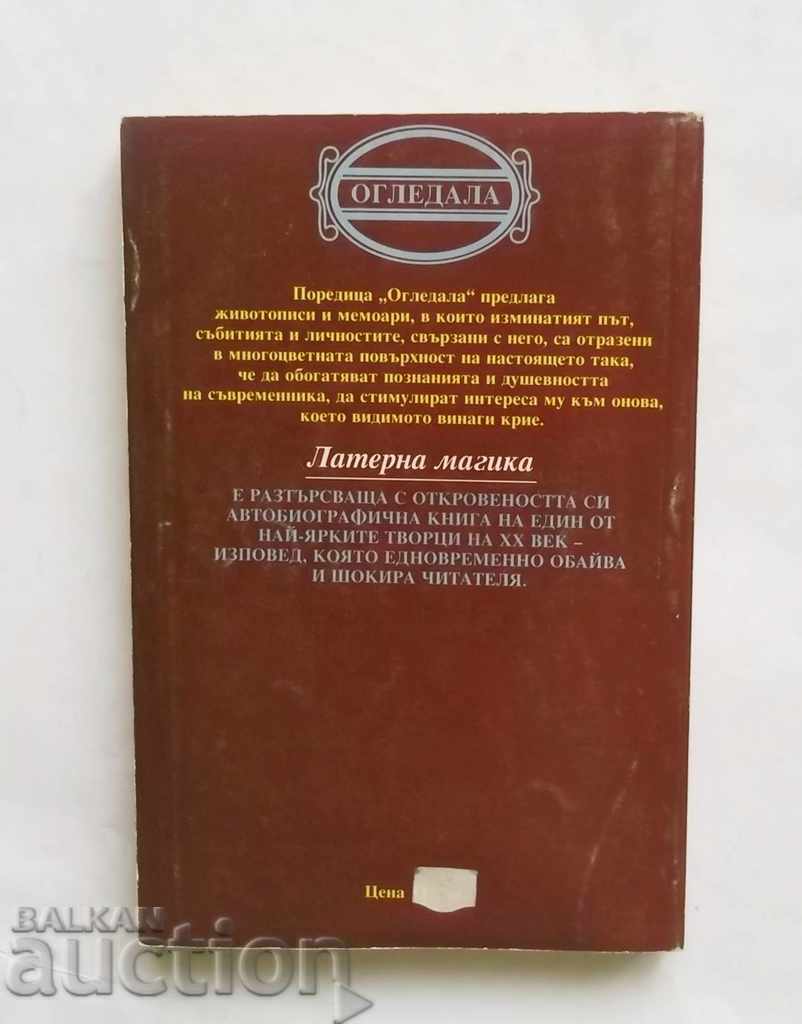 ОГЛЕДАЛА
Поредица „Огледала“ предлага
животописи и мемоари, в които изминатият път,
събитията и личностите, свързани с него, са отразени
в многоцветната повърхност на настоящето така,
че да обогатяват познанията и душевността
на съвременника, да стимулират интереса му към онова,
което видимото винаги крие.
Латерна магика
Е РАЗТЪРСВАЩА С ОТКРОВЕНОСТТА СИ
АВТОБИОГРАФИЧНА КНИГА НА ЕДИН ОТ
НАЙ-ЯРКИТЕ ТВОРЦИ НА ХХ ВЕК –
ИЗПОВЕД, КОЯТО ЕДНОВРЕМЕННО ОБАЙВА
И ШОКИРА ЧИТАТЕЛЯ.
Цена
BALKAN
auction